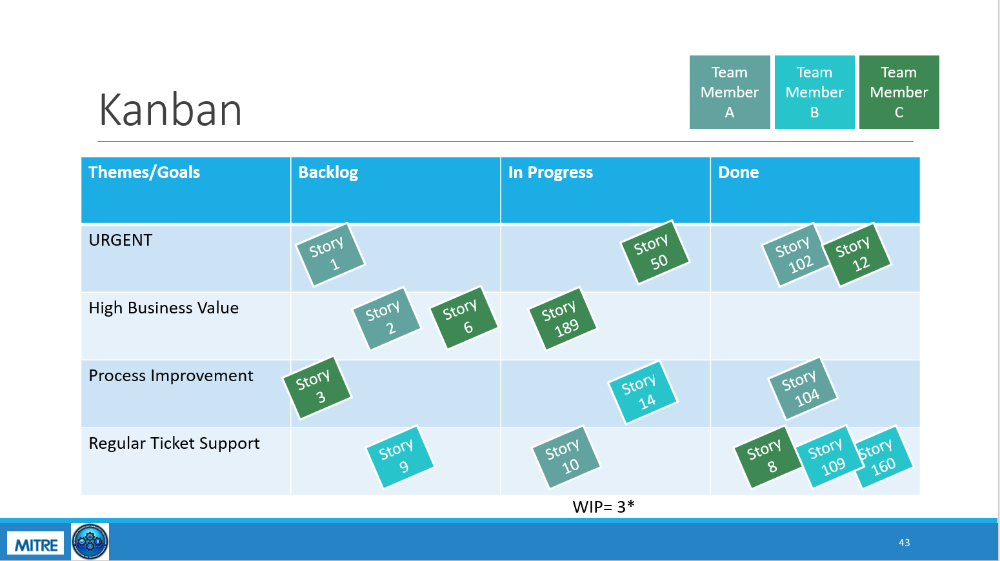 Team
Member
A
Team
Member
B
Team
Member
C
Kanban
Themes/Goals
Backlog
In Progress
Done
URGENT
Story
1
Story
50
Story
102
Story
12
High Business Value
Story
2
Story
6
Story
189
Process Improvement
Story
3
Story
14
Story
104
Regular Ticket Support
Story
9
Story
10
Story
8
Story
109
Story
160
WIP= 3*
MITRE
43